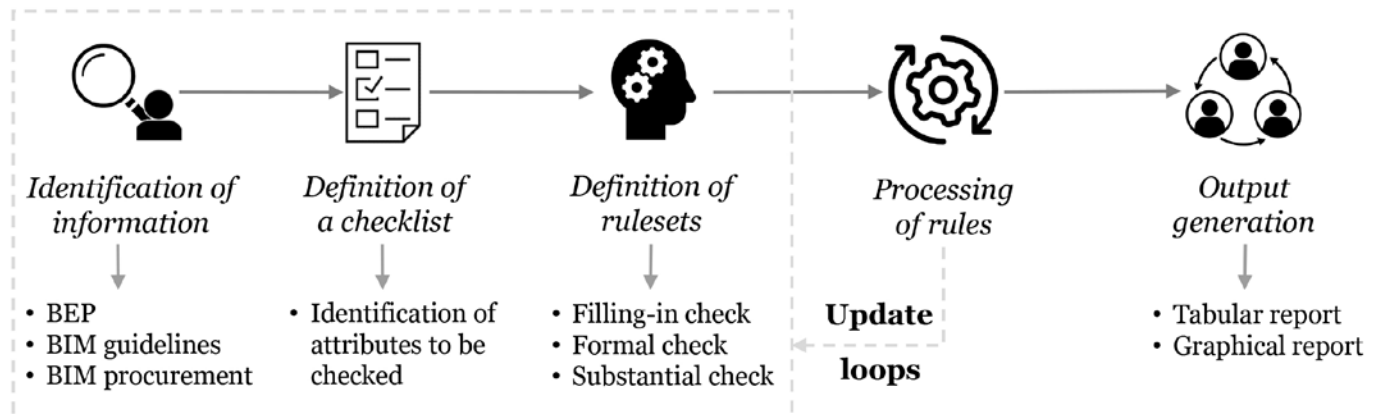 Identification of
information
Definition of
a checklist
Definition of
rulesets
Processing
of rules
Output
generation
• BEP
• BIM guidelines
• BIM procurement
• Identification of
attributes to be
checked
• Filling-in check
• Formal check
• Substantial check
Update
loops
• Tabular report
• Graphical report